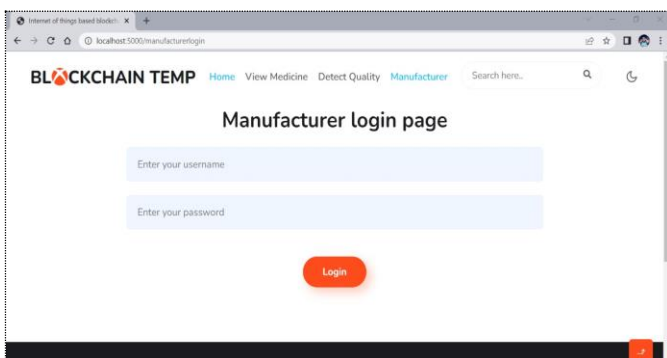 Internet of things based blockch
localhost:5000/manufacturerlogin
BLOCKCHAIN TEMP Home View Medicine Detect Quality Manufacturer Search here..
Manufacturer login page
Enter your username
Enter your password
Login